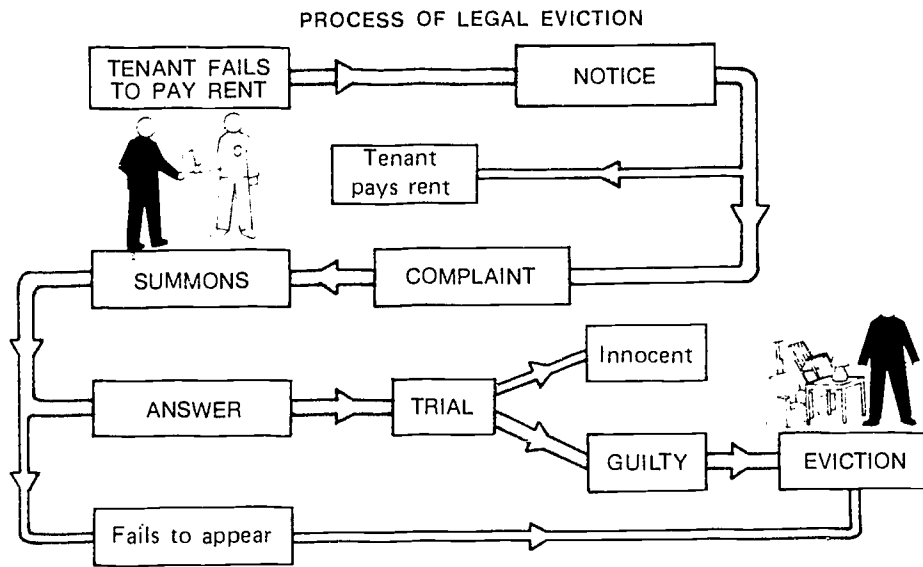 PROCESS OF LEGAL EVICTION
TENANT FAILS
TO PAY RENT
NOTICE
Tenant
pays rent
SUMMONS
COMPLAINT
Innocent
ANSWER
TRIAL
GUILTY
EVICTION
Fails to appear